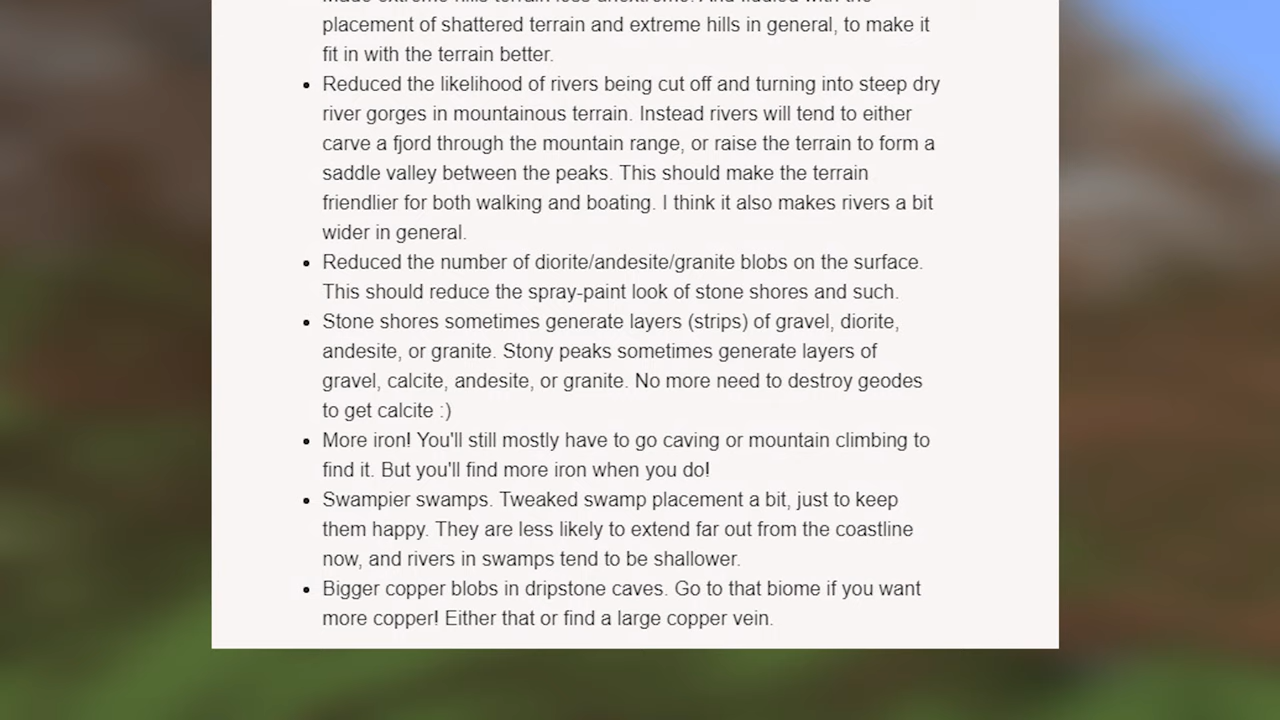 placement of shattered terrain and extreme hills in general, to make it
fit in with the terrain better.
• Reduced the likelihood of rivers being cut off and turning into steep dry
river gorges in mountainous terrain. Instead rivers will tend to either
carve a fjord through the mountain range, or raise the terrain to form a
saddle valley between the peaks. This should make the terrain
friendlier for both walking and boating. I think it also makes rivers a bit
wider in general.
• Reduced the number of diorite/andesite/granite blobs on the surface.
This should reduce the spray-paint look of stone shores and such.
• Stone shores sometimes generate layers (strips) of gravel, diorite,
andesite, or granite. Stony peaks sometimes generate layers of
gravel, calcite, andesite, or granite. No more need to destroy geodes
to get calcite :)
• More iron! You'll still mostly have to go caving or mountain climbing to
find it. But you'll find more iron when you do!
• Swampier swamps. Tweaked swamp placement a bit, just to keep
them happy. They are less likely to extend far out from the coastline
now, and rivers in swamps tend to be shallower.
• Bigger copper blobs in dripstone caves. Go to that biome if you want
more copper! Either that or find a large copper vein.